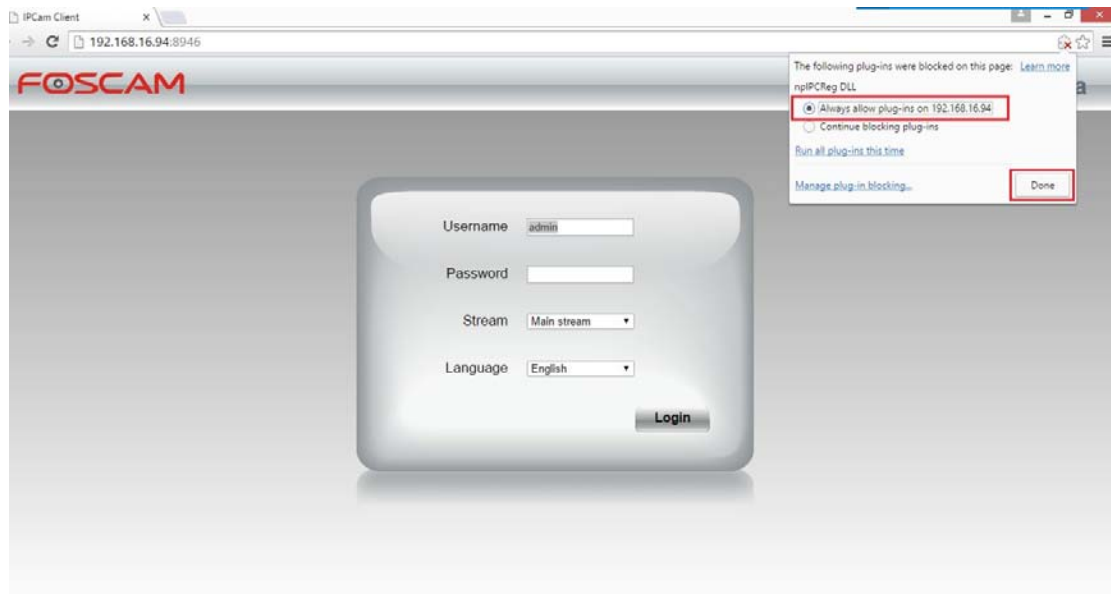 IPCam Client
192.168.16.94:8946
FOSCAM
The following plug-ins were blocked on this page: Learn more
npIPCReg DLL
Always allow plug-ins on 192.168.16.94
Continue blocking plug-ins
Run all plug-ins this time
Manage plug-in blocking...
Done
a
Username admin
Password
Stream Main stream
Language English
Login